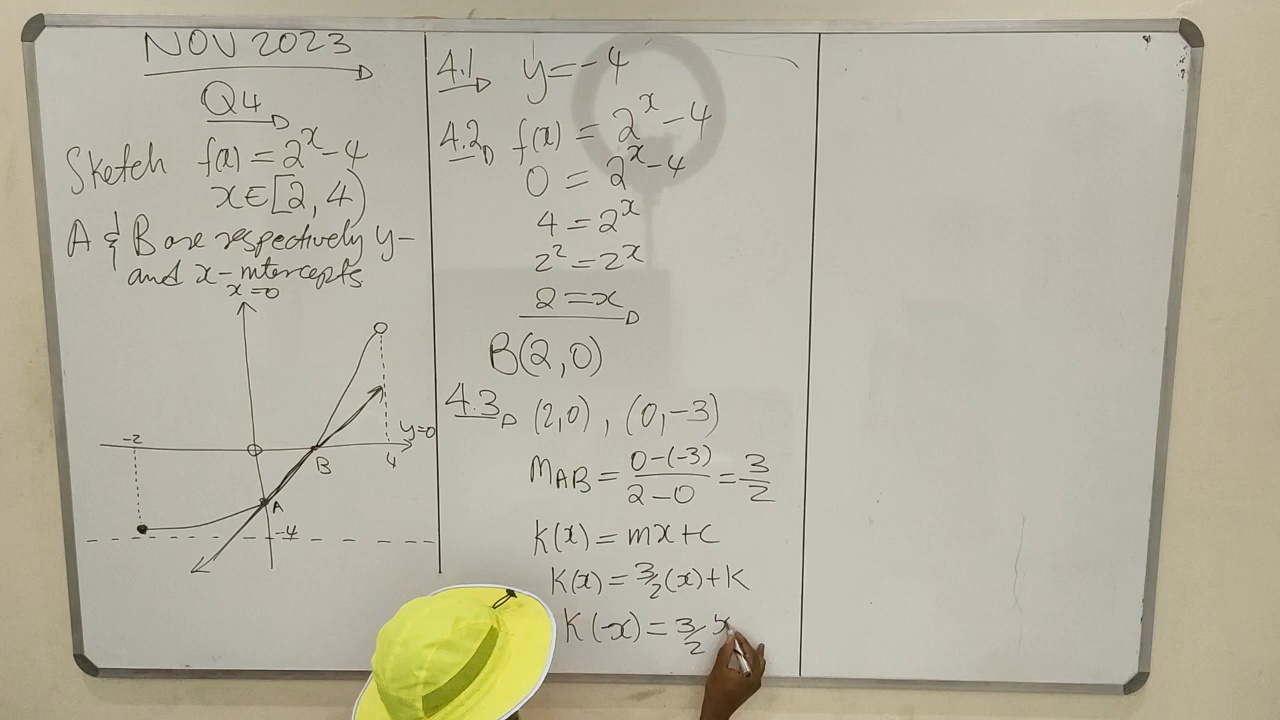 NOV 2023
Q4
Sketch f(x) = 2^x - 4
x ∈ [2, 4)
A & B are respectively y-
and x-intercepts
x=0
-2
y=0
B
4
A
-4
4.1 y = -4
4.2 f(x) = 2^x - 4
0 = 2^x - 4
4 = 2^x
2^2 = 2^x
2 = x
B(2,0)
4.3 (2,0), (0,-3)
M_AB = 0-(-3)/2-0 = 3/2
K(x) = mx+c
K(x) = 3/2(x)+K
K(-x) = 3/2 x